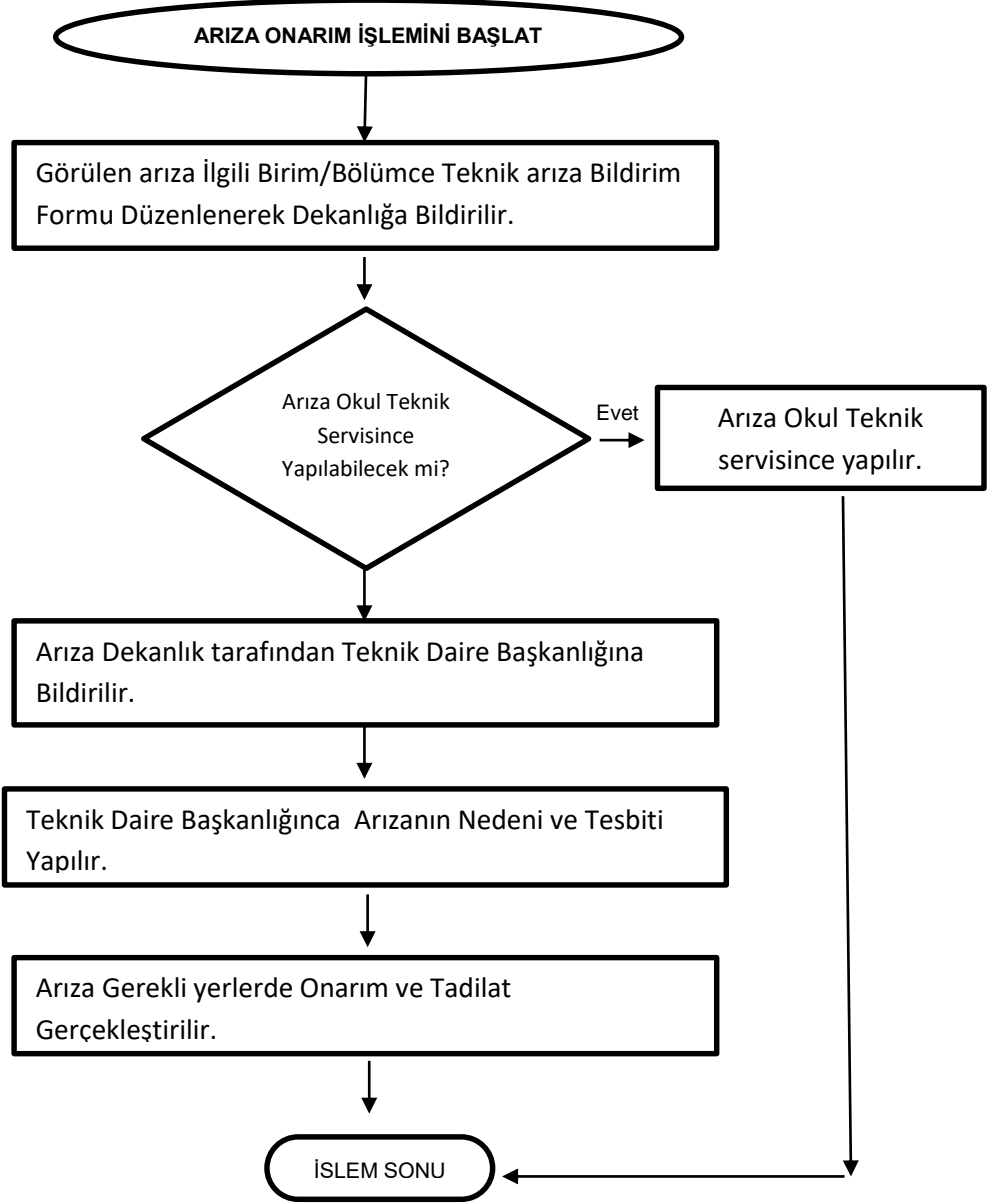 ARIZA ONARIM İŞLEMİNİ BAŞLAT
Görülen arıza İlgili Birim/Bölümce Teknik arıza Bildirim
Formu Düzenlenerek Dekanlığa Bildirilir.
Arıza Okul Teknik
Servisince
Yapılabilecek mi?
Evet
Arıza Okul Teknik
servisince yapılır.
Arıza Dekanlık tarafından Teknik Daire Başkanlığına
Bildirilir.
Teknik Daire Başkanlığınca Arızanın Nedeni ve Tesbiti
Yapılır.
Arıza Gerekli yerlerde Onarım ve Tadilat
Gerçekleştirilir.
İSLEM SONU